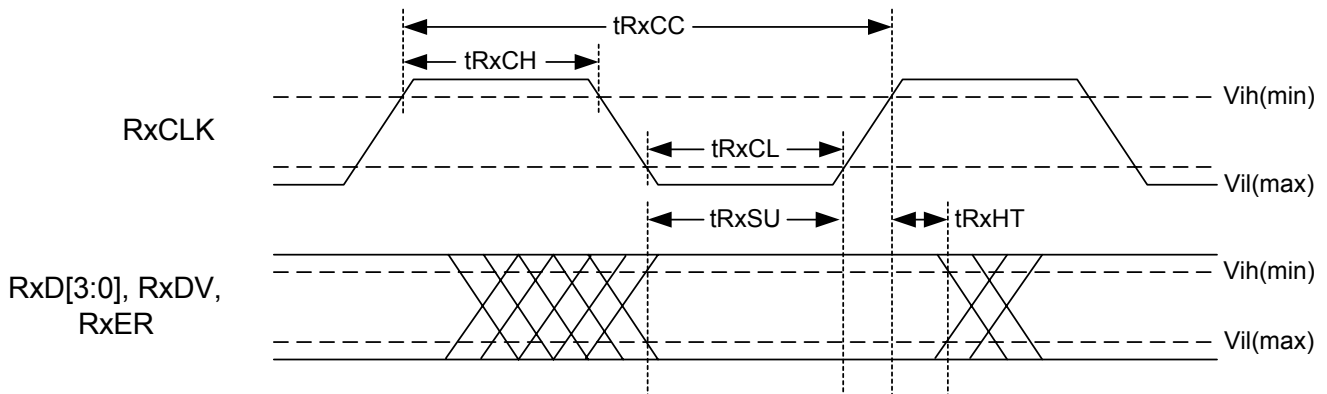 tRxCC
tRxCH
Vih(min)
RxCLK
tRxCL
Vil(max)
tRxSU
tRxHT
RxD[3:0], RxDV,
RxER
Vih(min)
Vil(max)